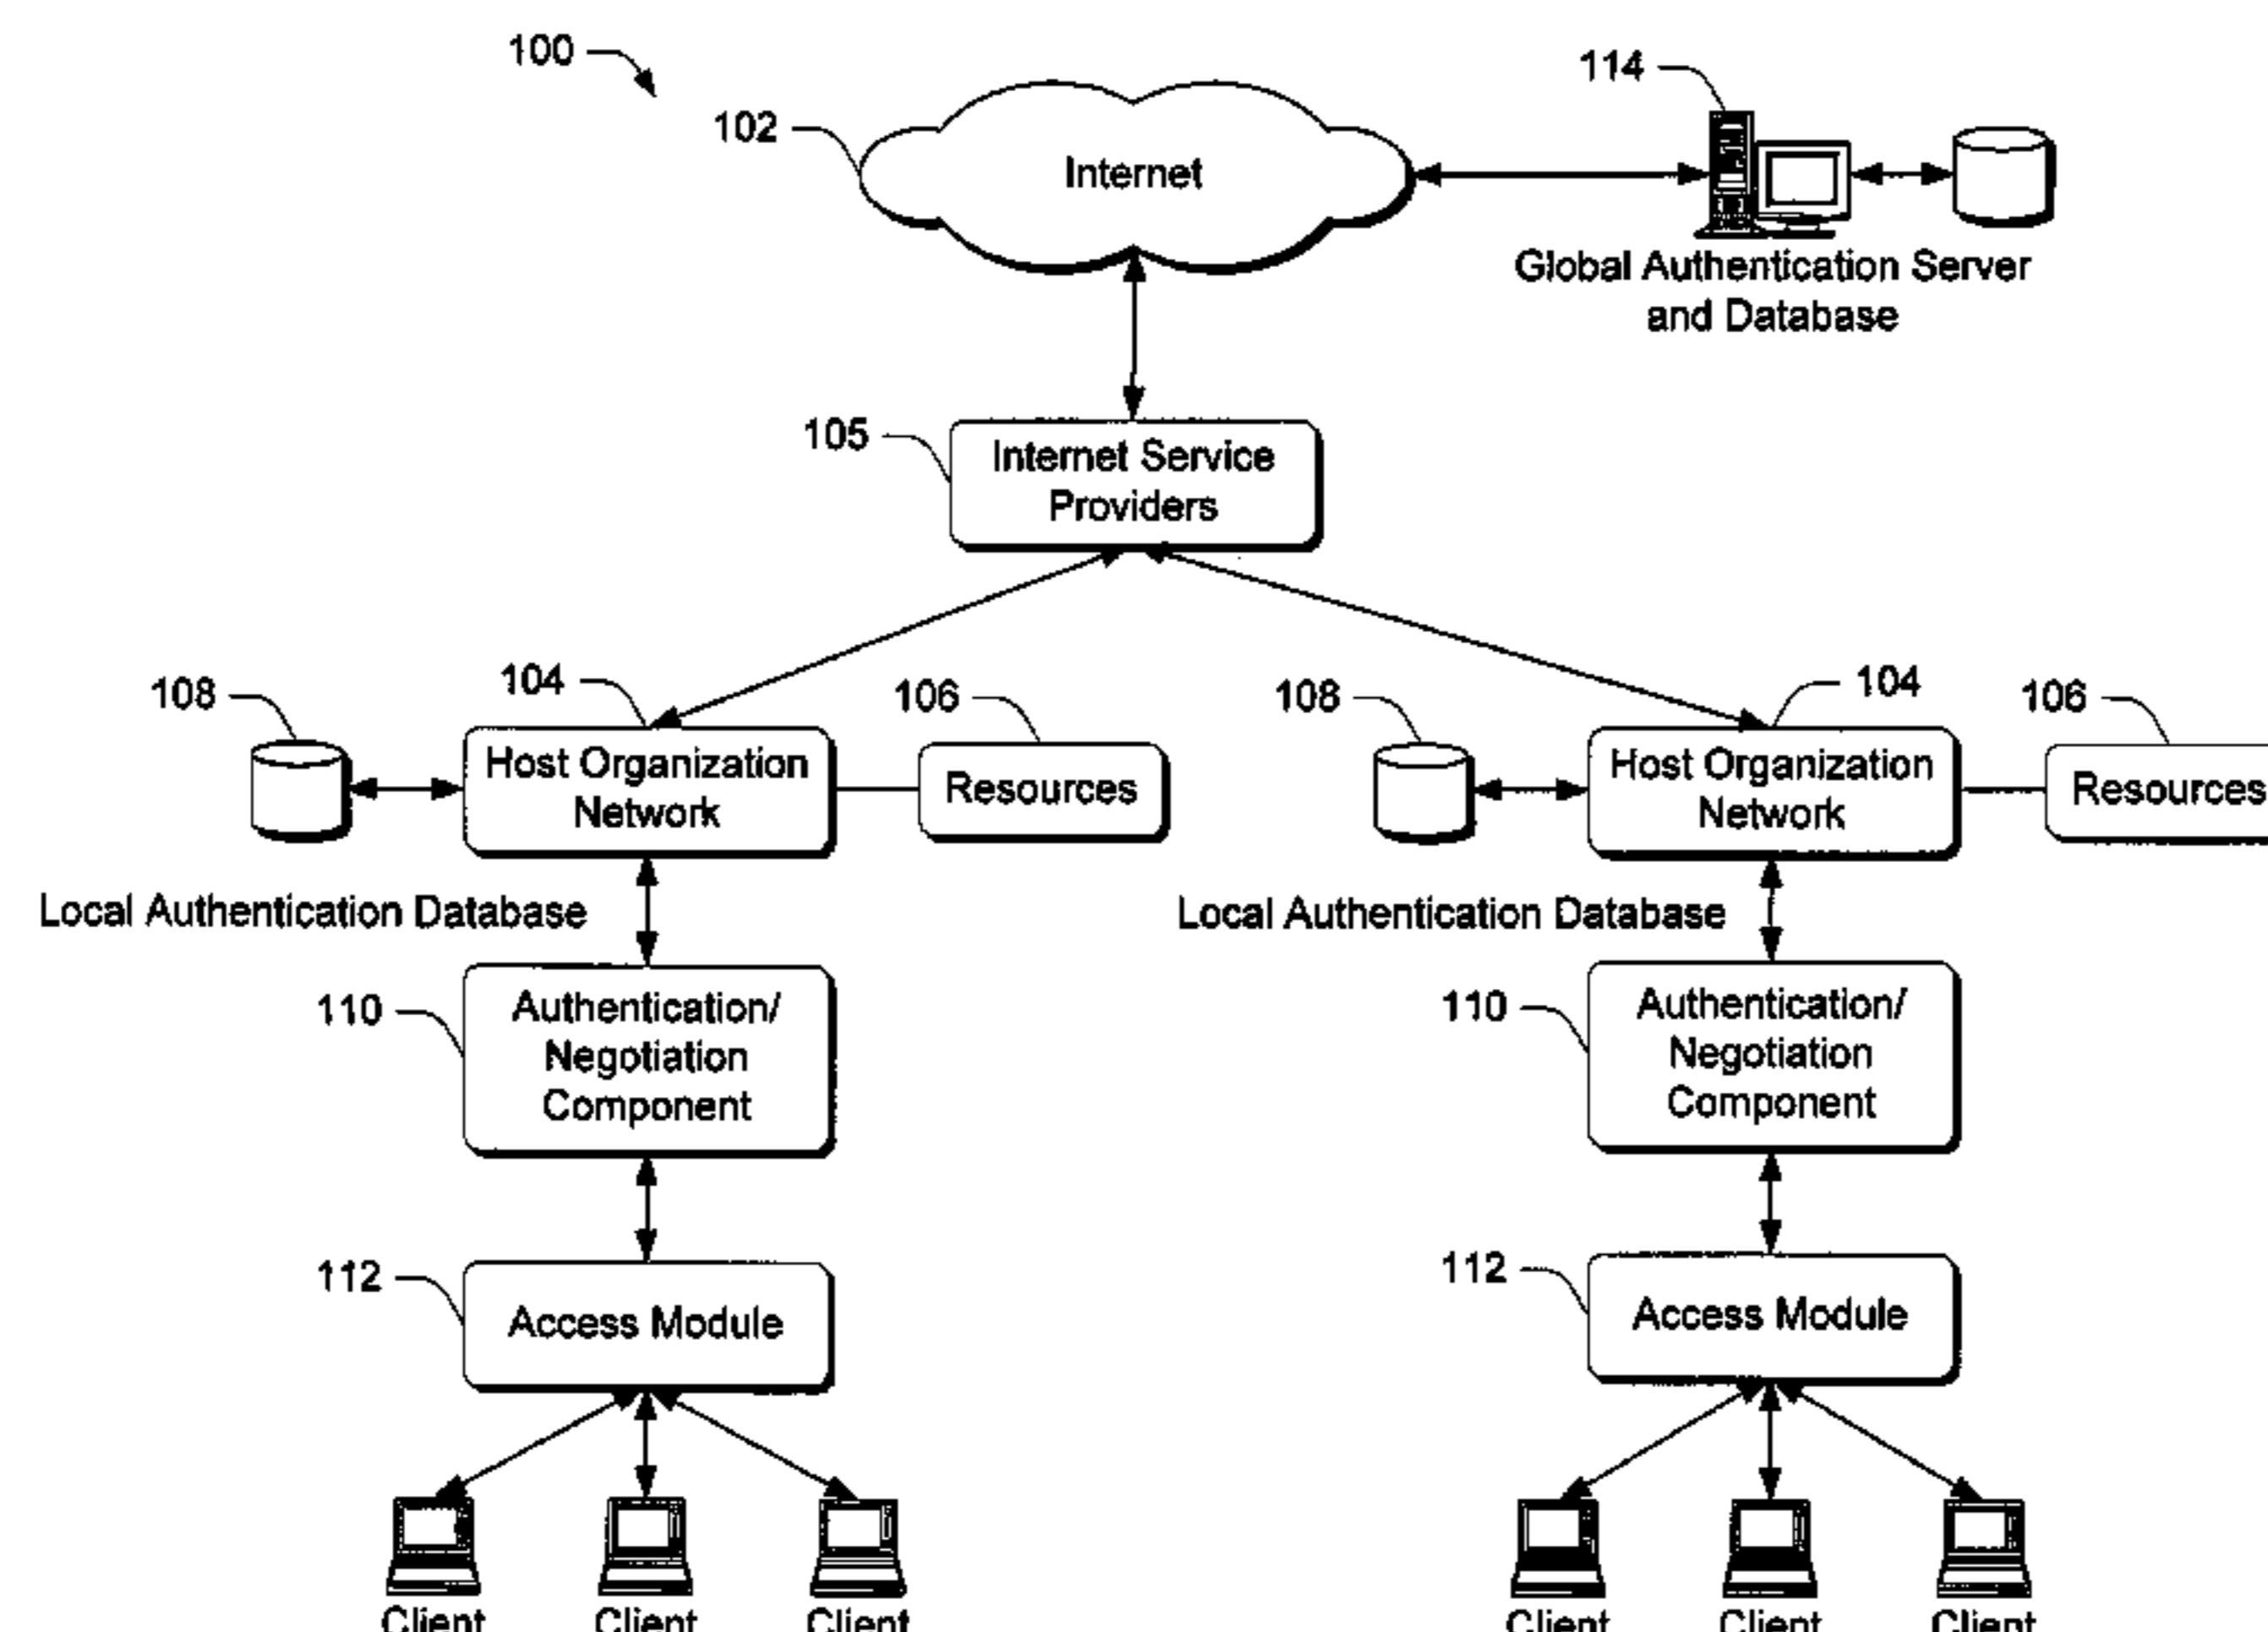 100
114
102
Internet
Global Authentication Server
and Database
105
Internet Service
Providers
108
104
106
108
104
106
Host Organization
Network
Resources
Host Organization
Network
Resources
Local Authentication Database
Local Authentication Database
110
Authentication/
Negotiation
Component
110
Authentication/
Negotiation
Component
112
Access Module
112
Access Module
Client
Client
Client
Client
Client
Client